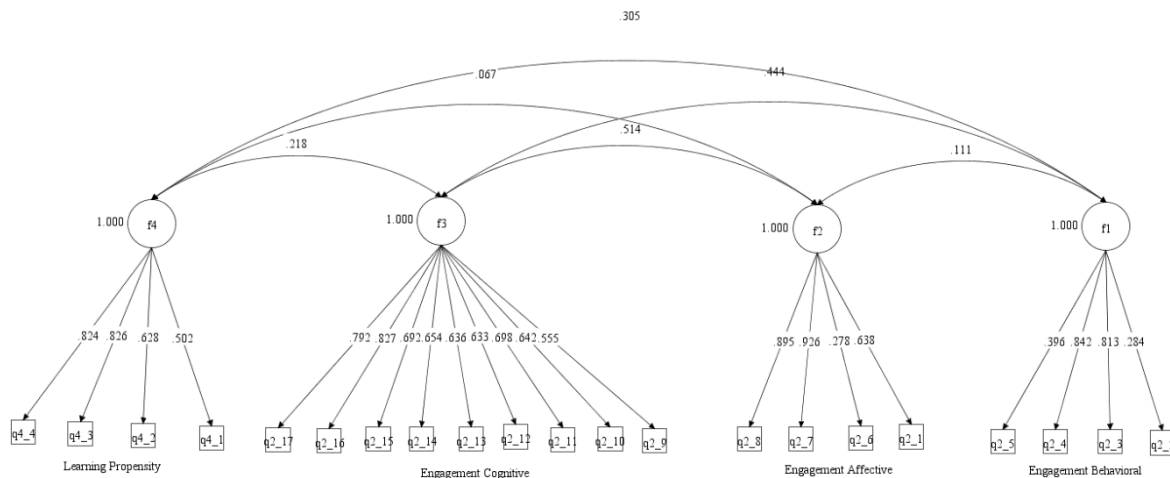 .305
.067 .444
.218 .514 .111
1.000 f4 1.000 f3 1.000 f2 1.000 f1
.824 .826 .628 .502 .792 .827 .692 .654 .636 633 .698 .642 .555 .895 .926 .278 .638 .396 .842 .813 .284
q4_4 q4_3 q4_2 q4_1 q2_17 q2_16 q2_15 q2_14 q2_13 q2_12 q2_11 q2_10 q2_9 q2_8 q2_7 q2_6 q2_1 q2_5 q2_4 q2_3
Learning Propensity Engagement Cognitive Engagement Affective Engagement Behavioral